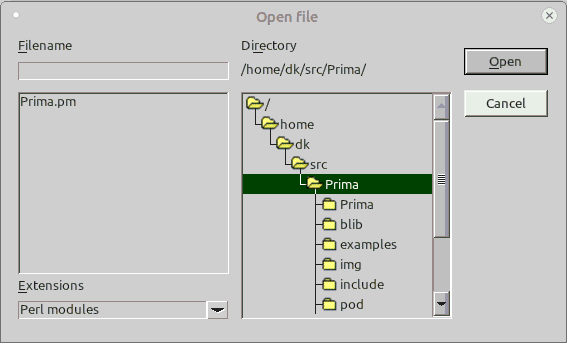 Open file
Filename
Directory
/home/dk/src/Prima/
Open
Cancel
Prima.pm
/
home
dk
src
Prima
Prima
blib
examples
img
include
pod
Extensions
Perl modules